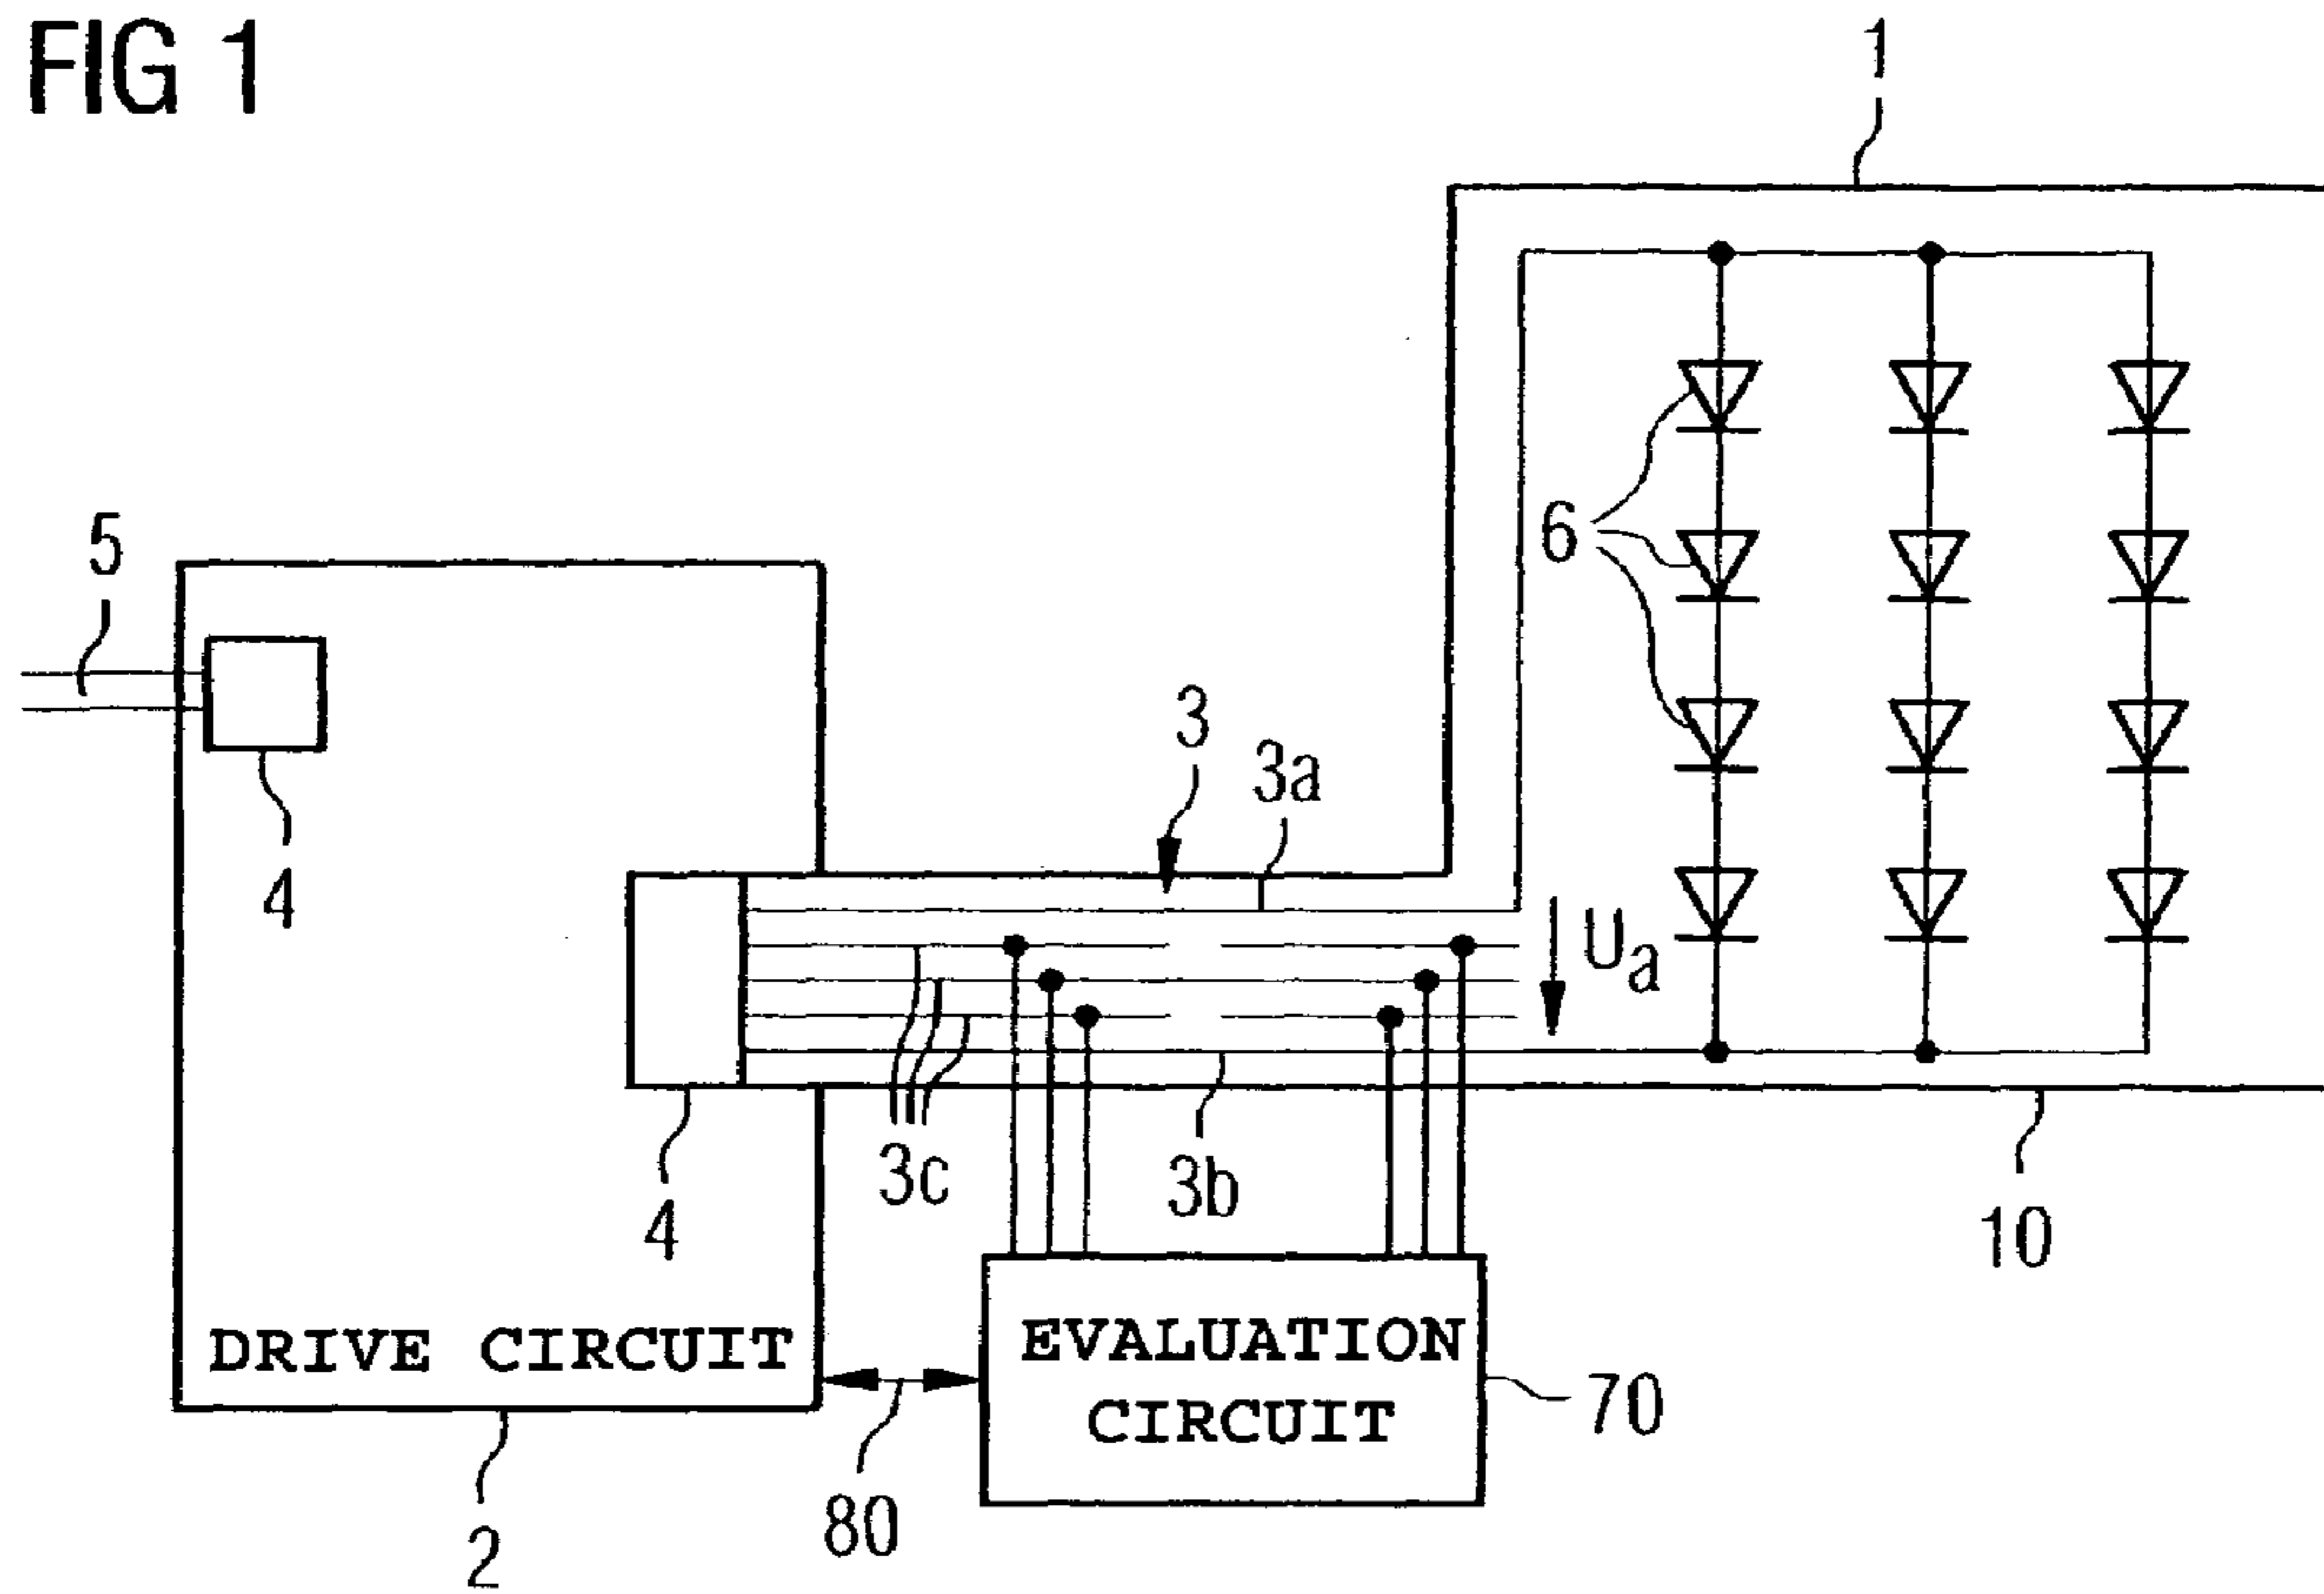 FIG 1
1
5
6
3
3a
4
Ua
3c
3b
4
10
DRIVE CIRCUIT
EVALUATION
CIRCUIT
70
80
2